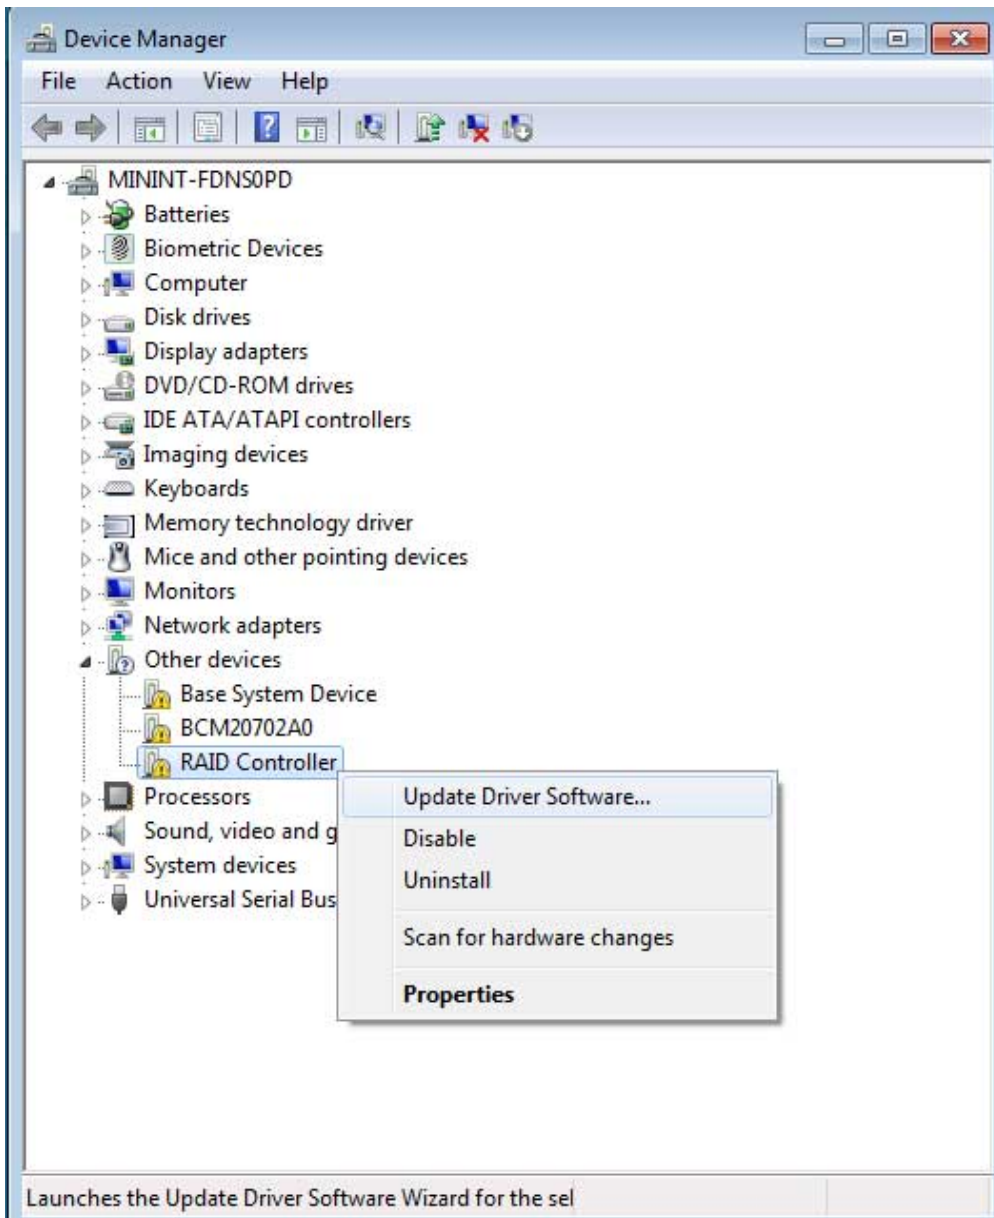 Device Manager
File Action View Help
MININT-FDNS0PD
Batteries
Biometric Devices
Computer
Disk drives
Display adapters
DVD/CD-ROM drives
IDE ATA/ATAPI controllers
Imaging devices
Keyboards
Memory technology driver
Mice and other pointing devices
Monitors
Network adapters
Other devices
Base System Device
BCM20702A0
RAID Controller
Processors
Update Driver Software...
Sound, video and g
Disable
System devices
Uninstall
Universal Serial Bus
Scan for hardware changes
Properties
Launches the Update Driver Software Wizard for the sel